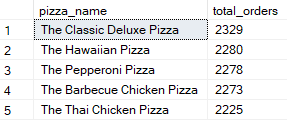 pizza_name total_orders
1 The Classic Deluxe Pizza 2329
2 The Hawaiian Pizza 2280
3 The Pepperoni Pizza 2278
4 The Barbecue Chicken Pizza 2273
5 The Thai Chicken Pizza 2225